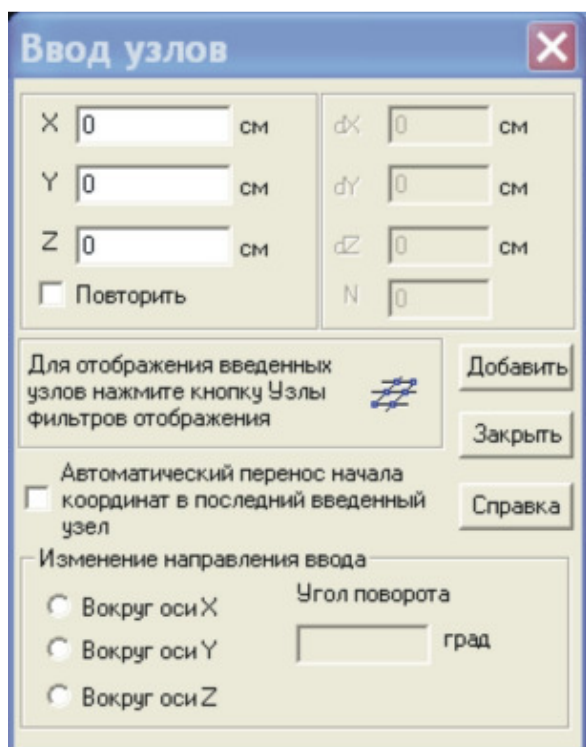 Ввод узлов
X 0 см
Y 0 см
Z 0 см
Повторить
dX 0 см
dY 0 см
dZ 0 см
N 0
Для отображения введенных
узлов нажмите кнопку Узлы
фильтров отображения
Добавить
Закрыть
Справка
Автоматический перенос начала
координат в последний введенный
узел
Изменение направления ввода
Вокруг оси X
Вокруг оси Y
Вокруг оси Z
Угол поворота
град